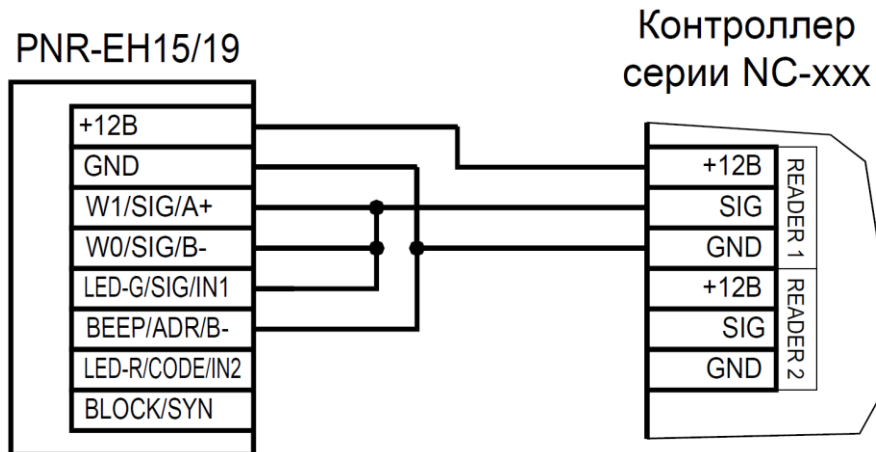 PNR-EH15/19
Контроллер
серии NC-xxx
+12В
GND
W1/SIG/A+
W0/SIG/B-
LED-G/SIG/IN1
BEEP/ADR/B-
LED-R/CODE/IN2
BLOCK/SYN
+12В
SIG
GND
READER 1
+12В
SIG
GND
READER 2